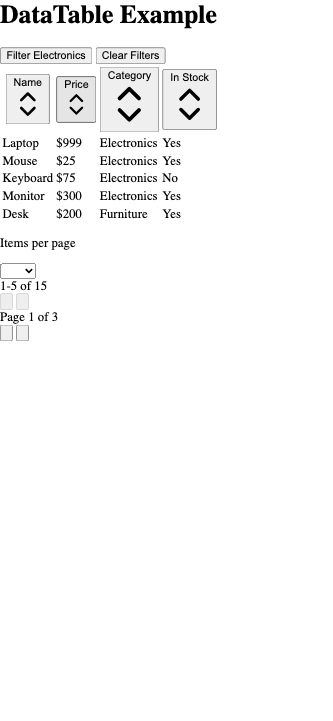 DataTable Example
Filter Electronics Clear Filters
Name Price Category In Stock
Laptop $999 Electronics Yes
Mouse $25 Electronics Yes
Keyboard $75 Electronics No
Monitor $300 Electronics Yes
Desk $200 Furniture Yes
Items per page
1-5 of 15
Page 1 of 3